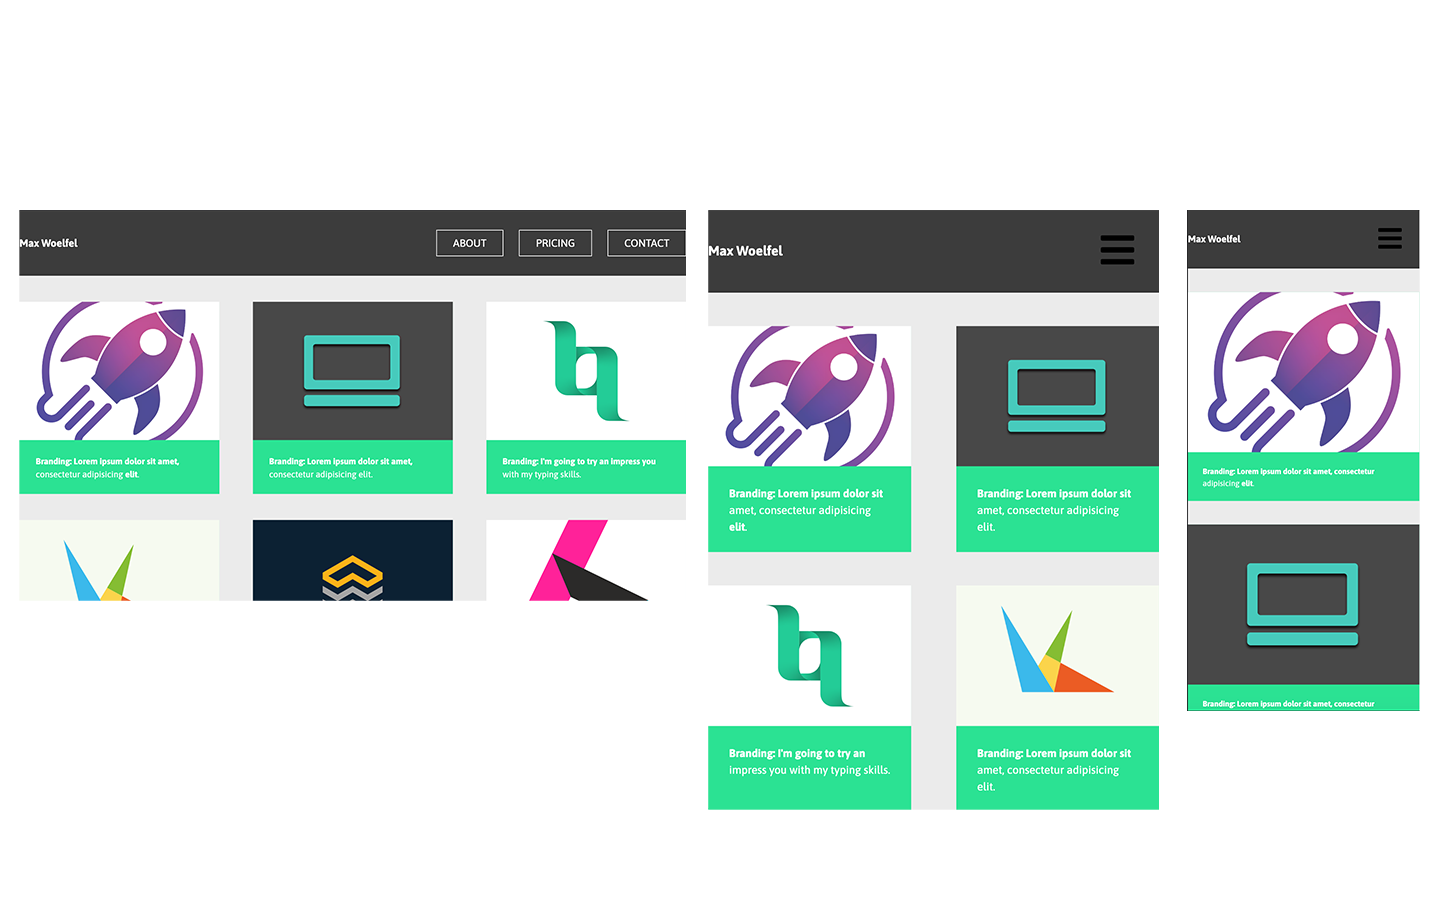 Max Woelfel
ABOUT
PRICING
CONTACT
Branding: Lorem ipsum dolor sit amet,
consectetur adipisicing elit.
Branding: Lorem ipsum dolor sit amet,
consectetur adipisicing elit.
Branding: I'm going to try an impress you
with my typing skills.
Max Woelfel
Branding: Lorem ipsum dolor sit
amet, consectetur adipisicing
elit.
Branding: Lorem ipsum dolor sit
amet, consectetur adipisicing
elit.
Branding: I'm going to try an
impress you with my typing skills.
Branding: Lorem ipsum dolor sit
amet, consectetur adipisicing
elit.
Max Woelfel
Branding: Lorem ipsum dolor sit amet, consectetur
adipisicing elit.
Branding: Lorem ipsum dolor sit amet, consectetur